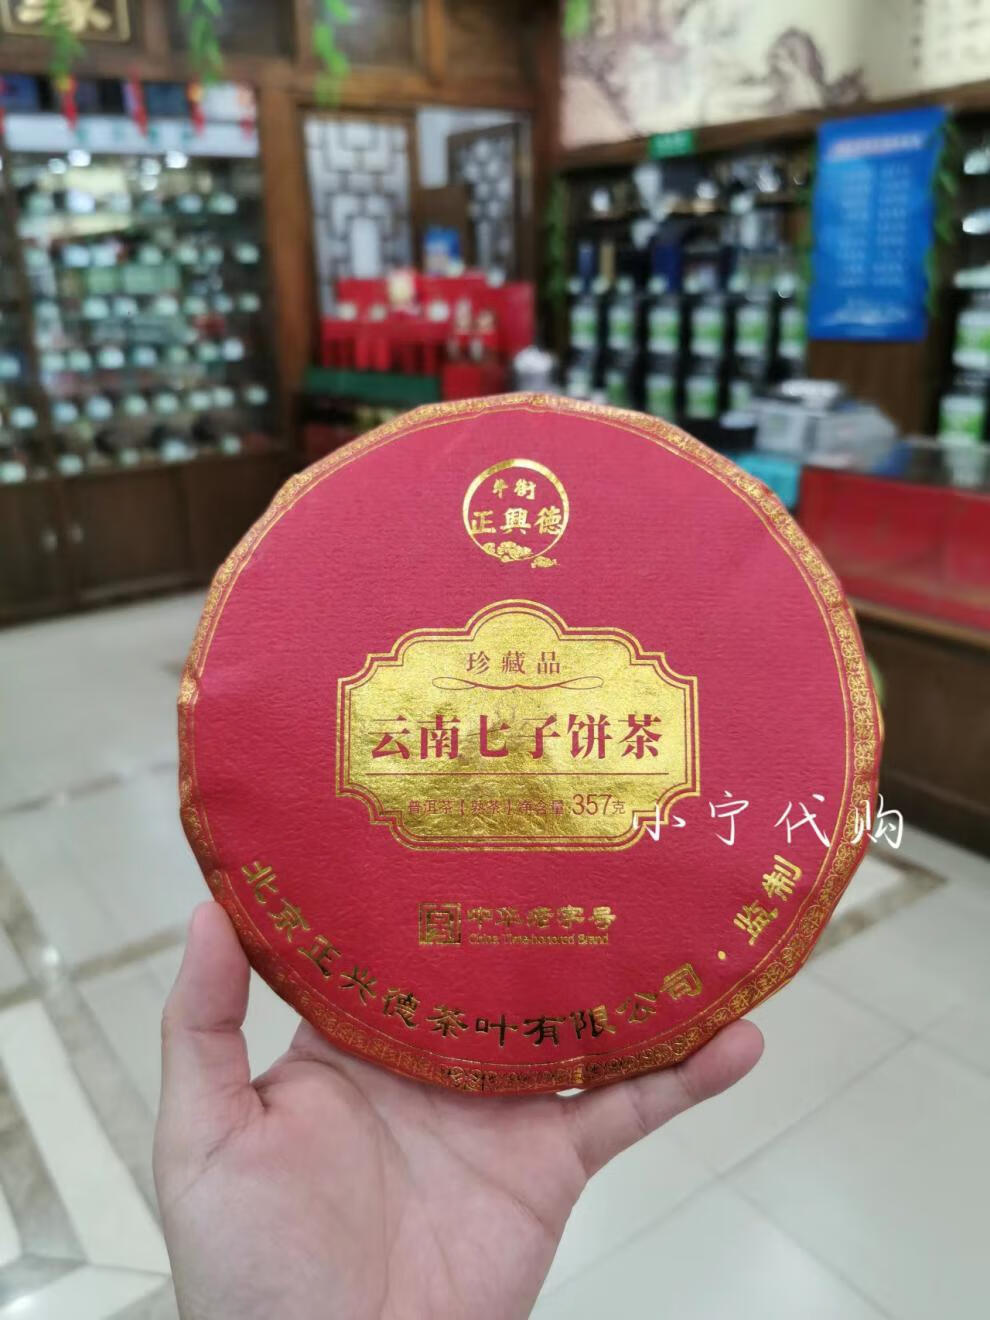 牛街
正興德
珍藏品
云南七子饼茶
普洱茶【熟茶】净含量:357克
小宁代购
中华老字号
China Time-honored Brand
北京正兴德茶叶有限公司·监制